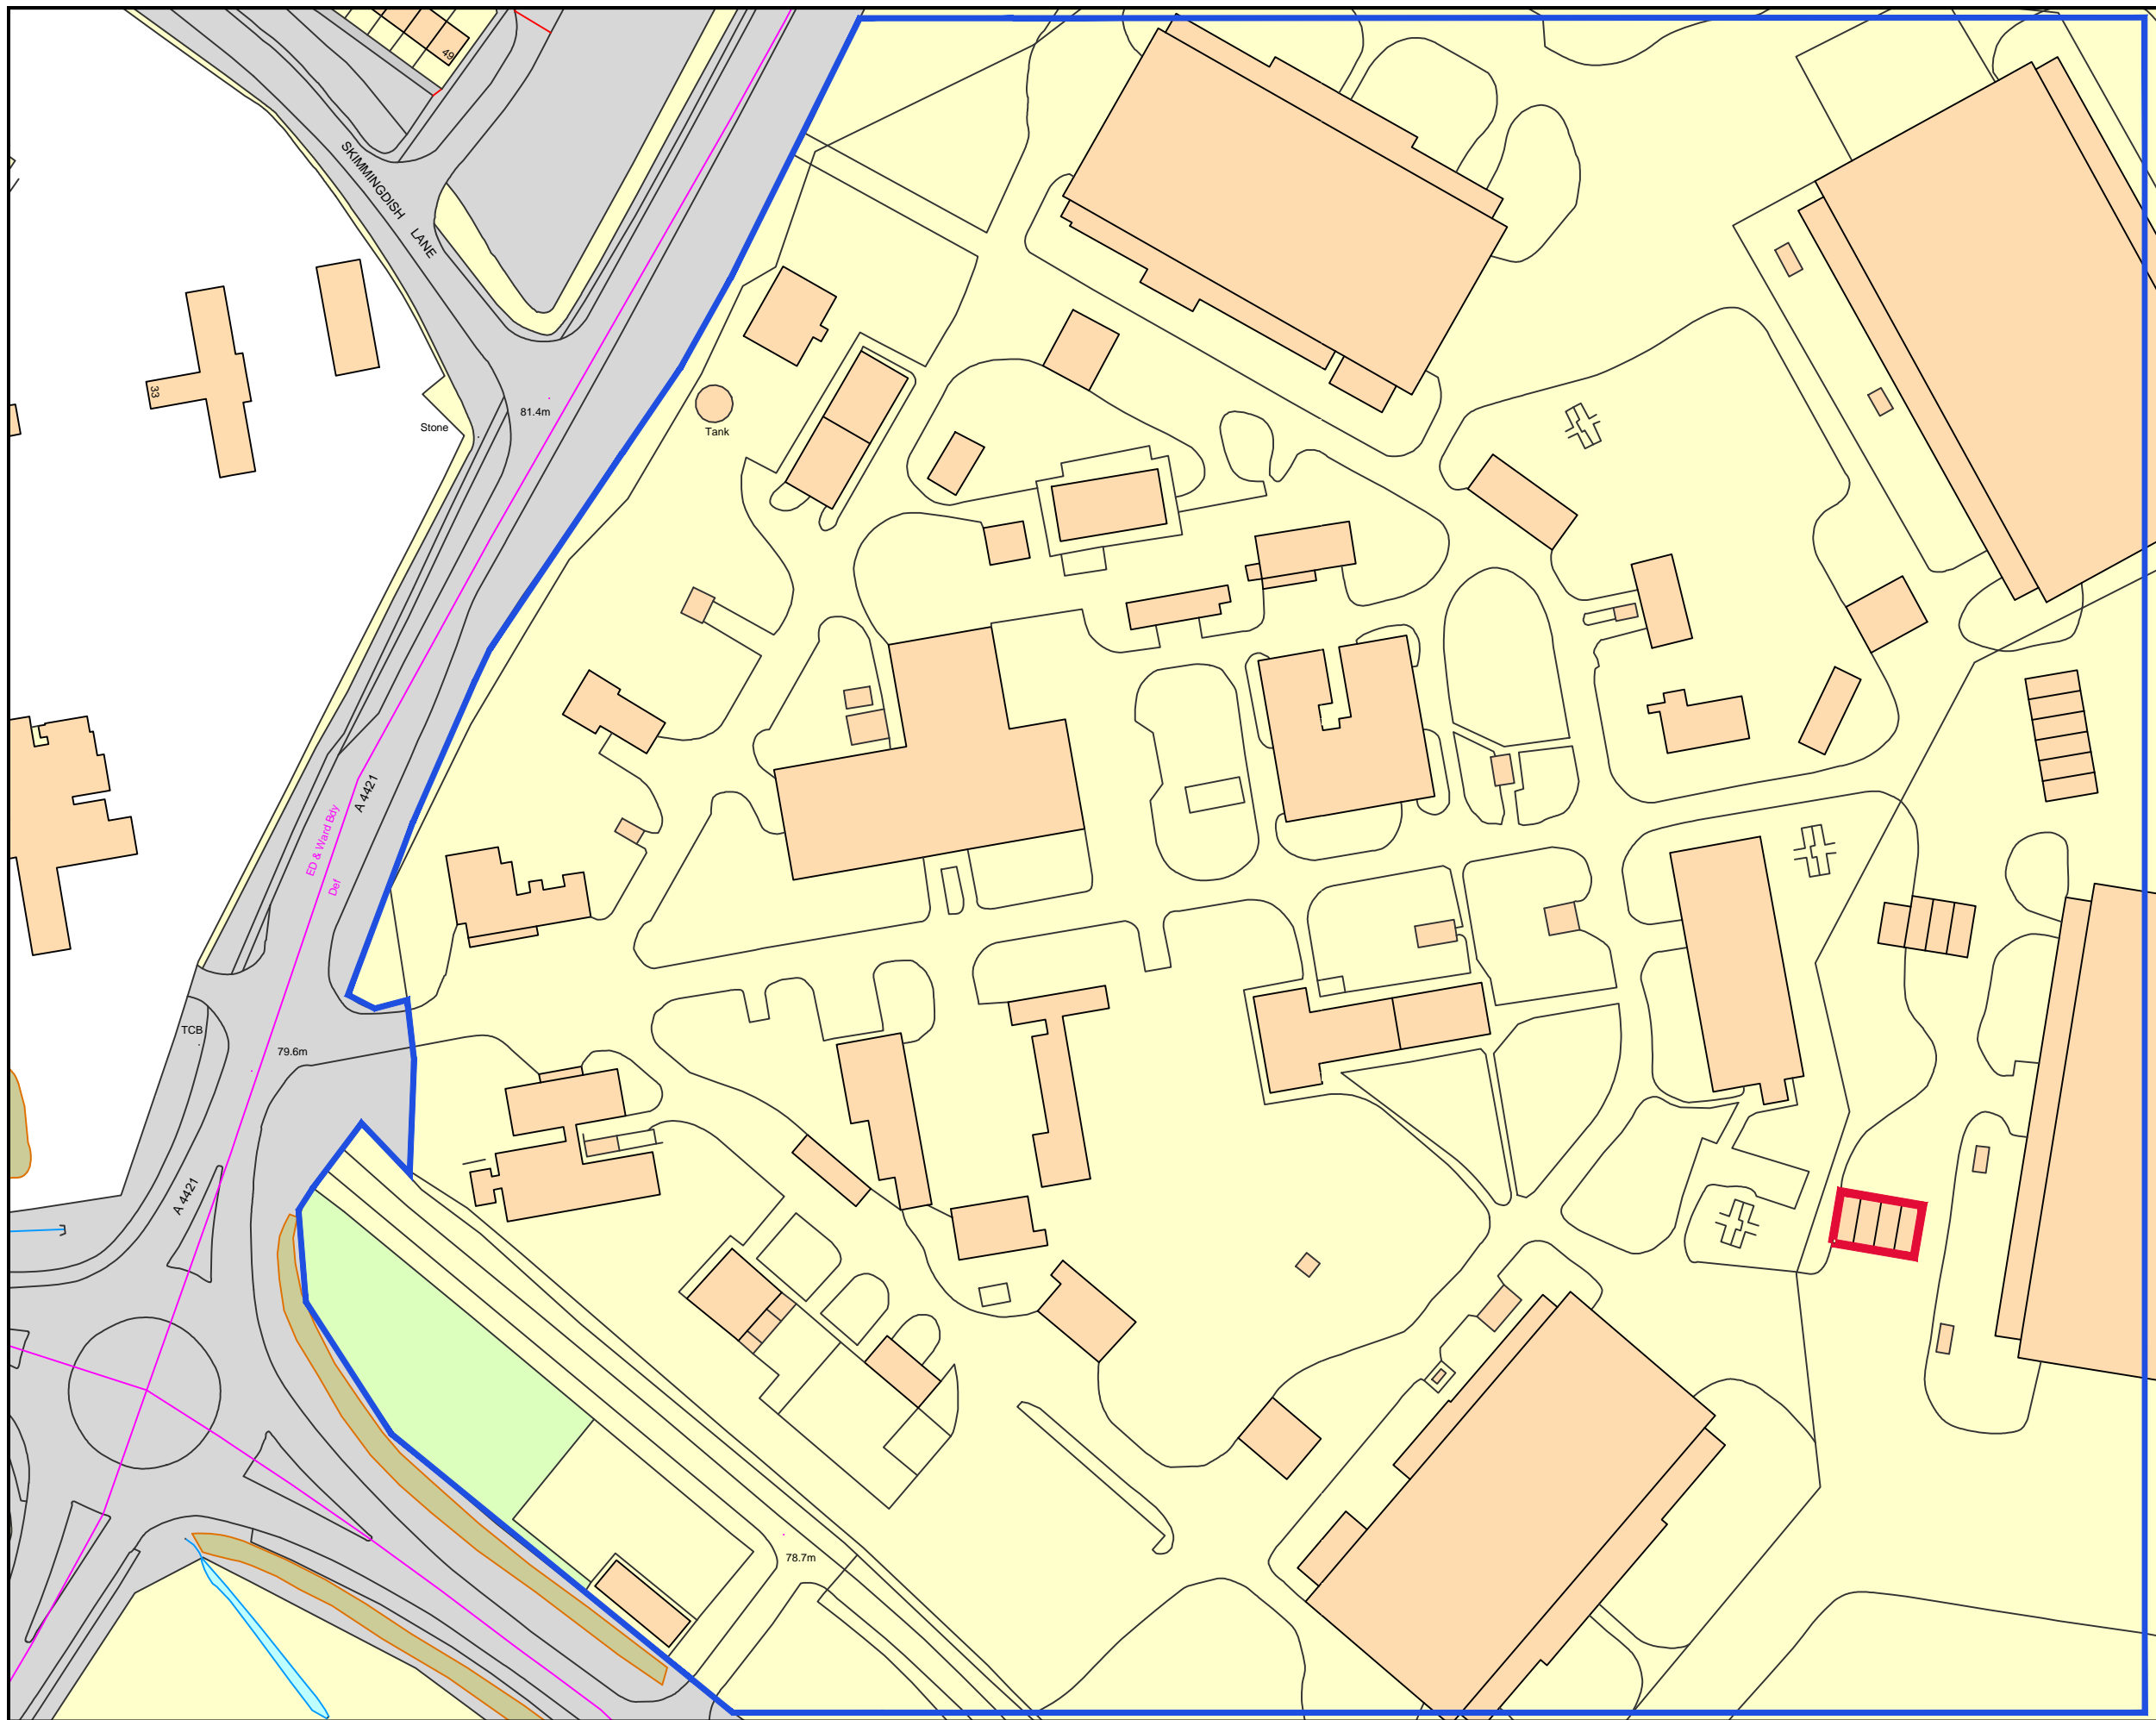 49
SKIMMINGDISH
LANE
33
81.4m
Stone
Tank
A 4421
ED & Ward Bdy
Def
TCB
79.6m
A 4421
78.7m